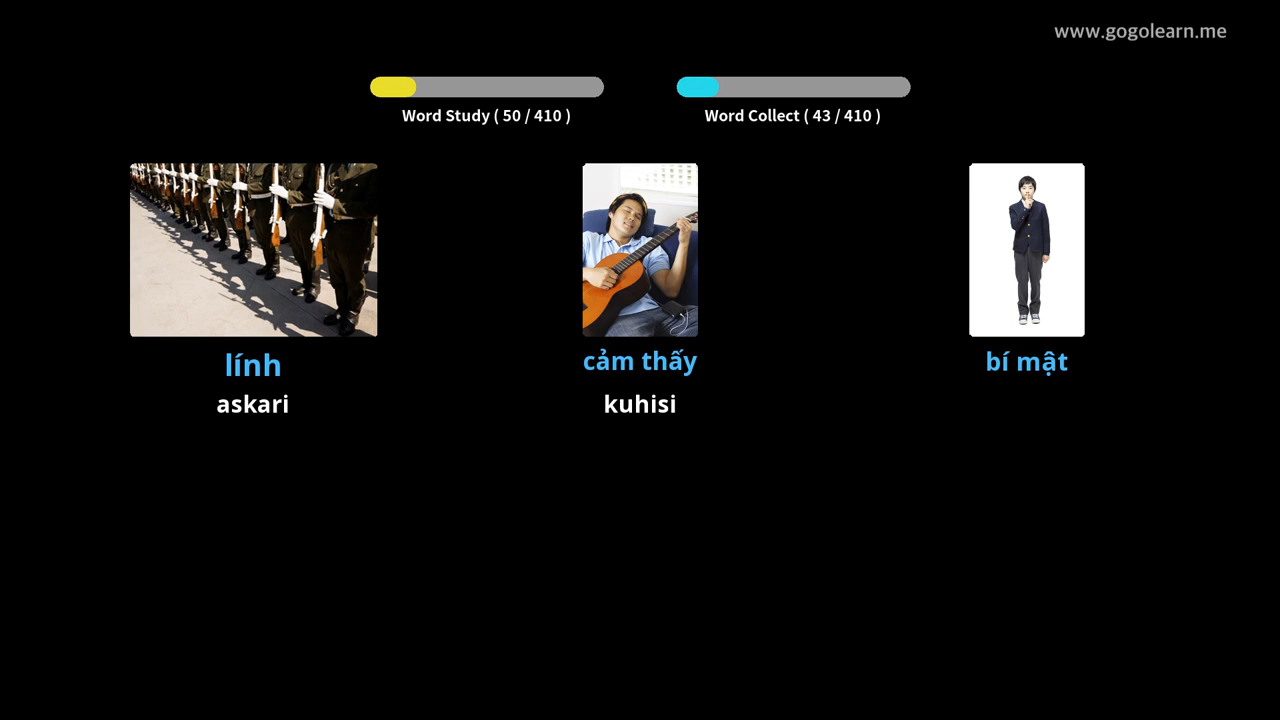 www.gogolearn.me
Word Study ( 50 / 410 )
Word Collect ( 43 / 410 )
lính
askari
cảm thấy
kuhisi
bí mật